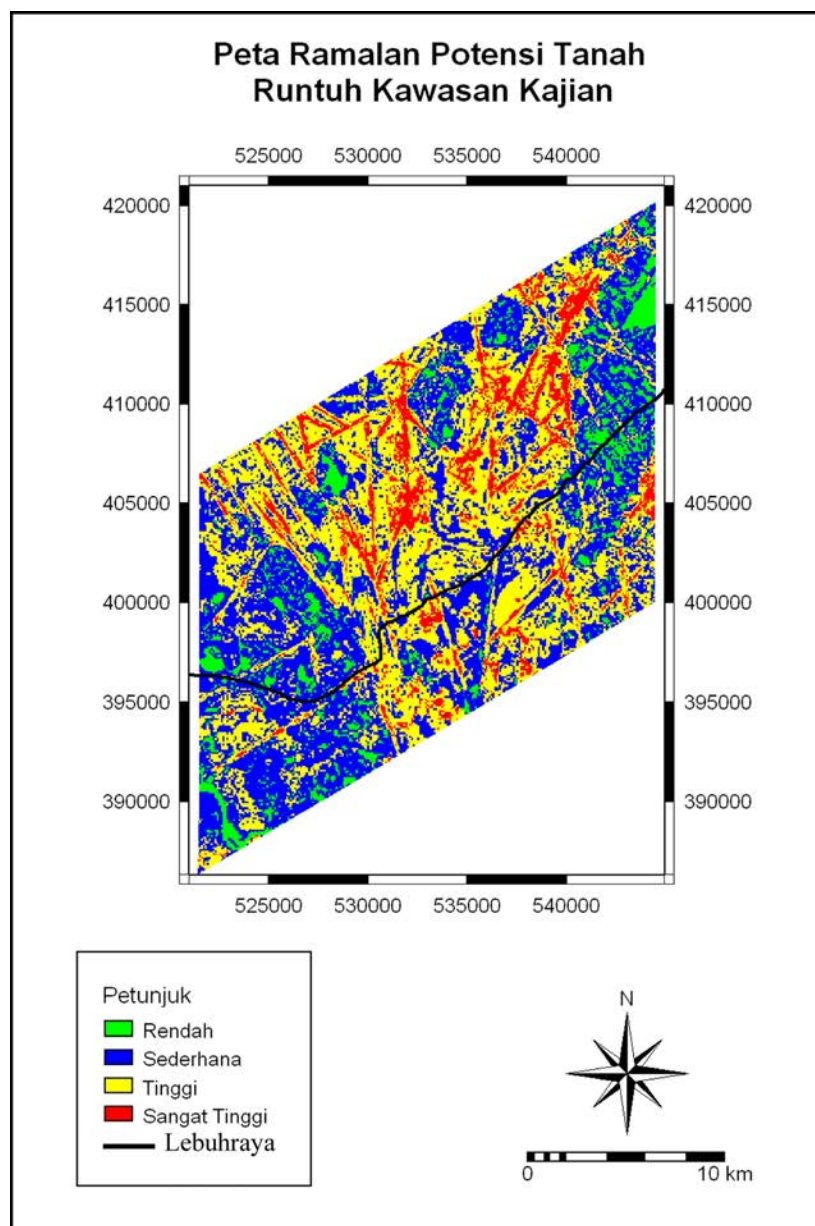 Peta Ramalan Potensi Tanah
Runtuh Kawasan Kajian
525000 530000 535000 540000
420000 420000
415000 415000
410000 410000
405000 405000
400000 400000
395000 395000
390000 390000
525000 530000 535000 540000
Petunjuk
Rendah
Sederhana
Tinggi
Sangat Tinggi
Lebuhraya
N
0 10 km